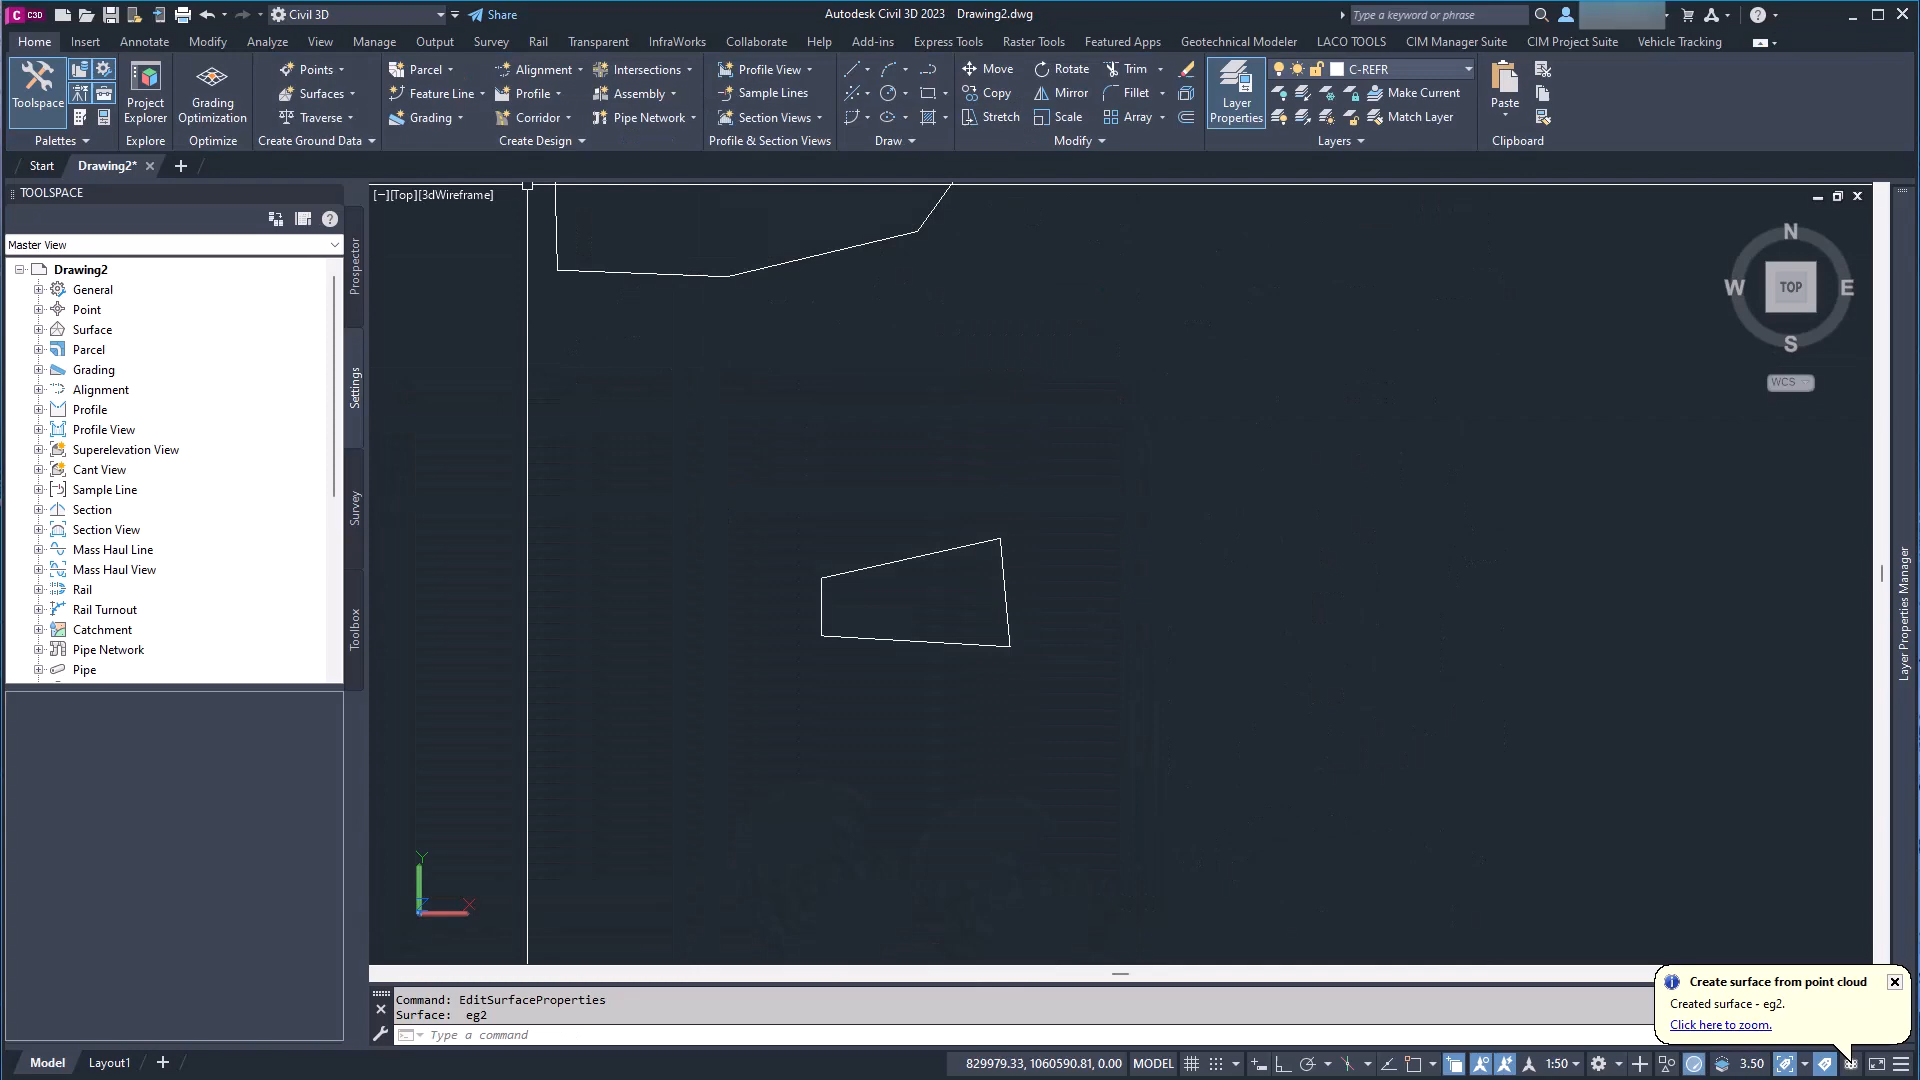 C3D
Civil 3D
Share
Autodesk Civil 3D 2023 Drawing2.dwg
Type a keyword or phrase
Home Insert Annotate Modify Analyze View Manage Output Survey Rail Transparent InfraWorks Collaborate Help Add-ins Express Tools Raster Tools Featured Apps Geotechnical Modeler LACO TOOLS CIM Manager Suite CIM Project Suite Vehicle Tracking
Toolspace
Palettes
Project
Explorer
Explore
Grading
Optimization
Optimize
Points
Surfaces
Traverse
Create Ground Data
Parcel
Feature Line
Grading
Alignment
Profile
Corridor
Intersections
Assembly
Pipe Network
Create Design
Profile View
Sample Lines
Section Views
Profile & Section Views
Draw
Move
Copy
Stretch
Rotate
Mirror
Scale
Trim
Fillet
Array
Modify
Layer
Properties
C-REFR
Make Current
Match Layer
Layers
Paste
Clipboard
Start
Drawing2*
TOOLSPACE
Master View
Drawing2
General
Point
Surface
Parcel
Grading
Alignment
Profile
Profile View
Superelevation View
Cant View
Sample Line
Section
Section View
Mass Haul Line
Mass Haul View
Rail
Rail Turnout
Catchment
Pipe Network
Pipe
Prospector
Settings
Survey
Toolbox
[−][Top][3dWireframe]
N
W
TOP
E
S
WCS
Y
X
Layer Properties Manager
Command: EditSurfaceProperties
Surface: eg2
Type a command
Create surface from point cloud
Created surface - eg2.
Click here to zoom.
Model
Layout1
829979.33, 1060590.81, 0.00
MODEL
1:50
3.50